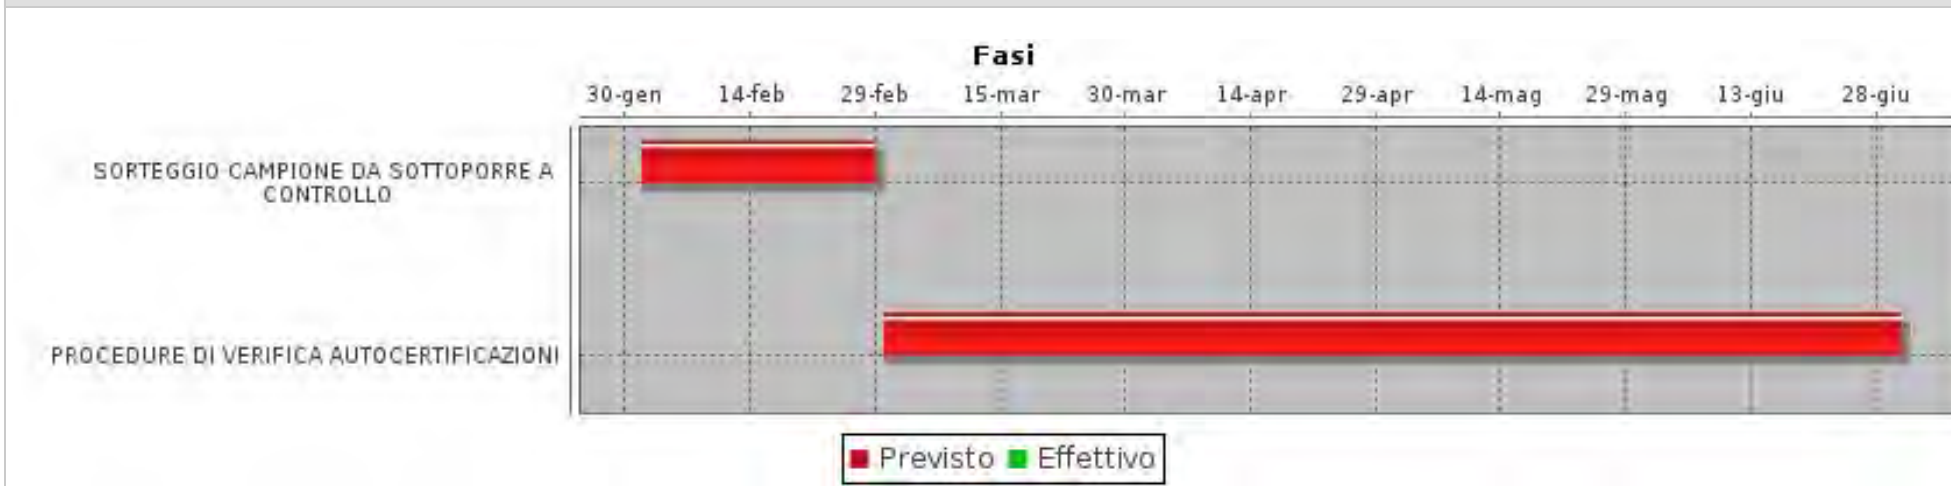 Fasi
30-gen 14-feb 29-feb 15-mar 30-mar 14-apr 29-apr 14-mag 29-mag 13-giu 28-giu
SORTEGGIO CAMPIONE DA SOTTOPORRE A
CONTROLLO
PROCEDURE DI VERIFICA AUTOCERTIFICAZIONI
Previsto Effettivo